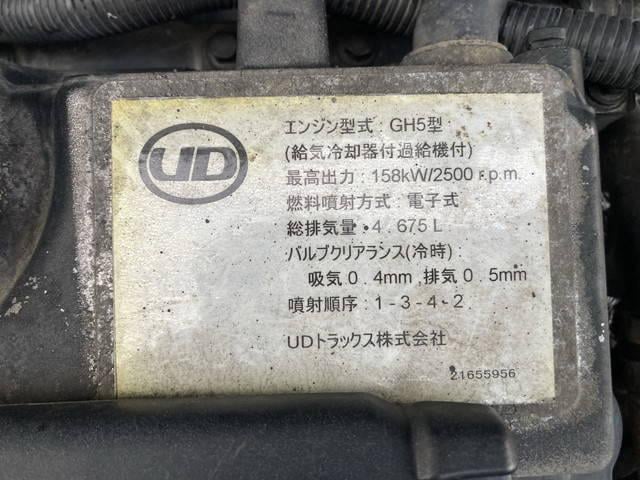 UD
エンジン型式 : GH5型
(給気冷却器付過給機付)
最高出力 : 158kW/2500 r.p.m.
燃料噴射方式 : 電子式
総排気量 : 4.675L
バルブクリアランス(冷時)
吸気0.4mm 排気0.5mm
噴射順序 : 1-3-4-2
UDトラックス株式会社
21655956